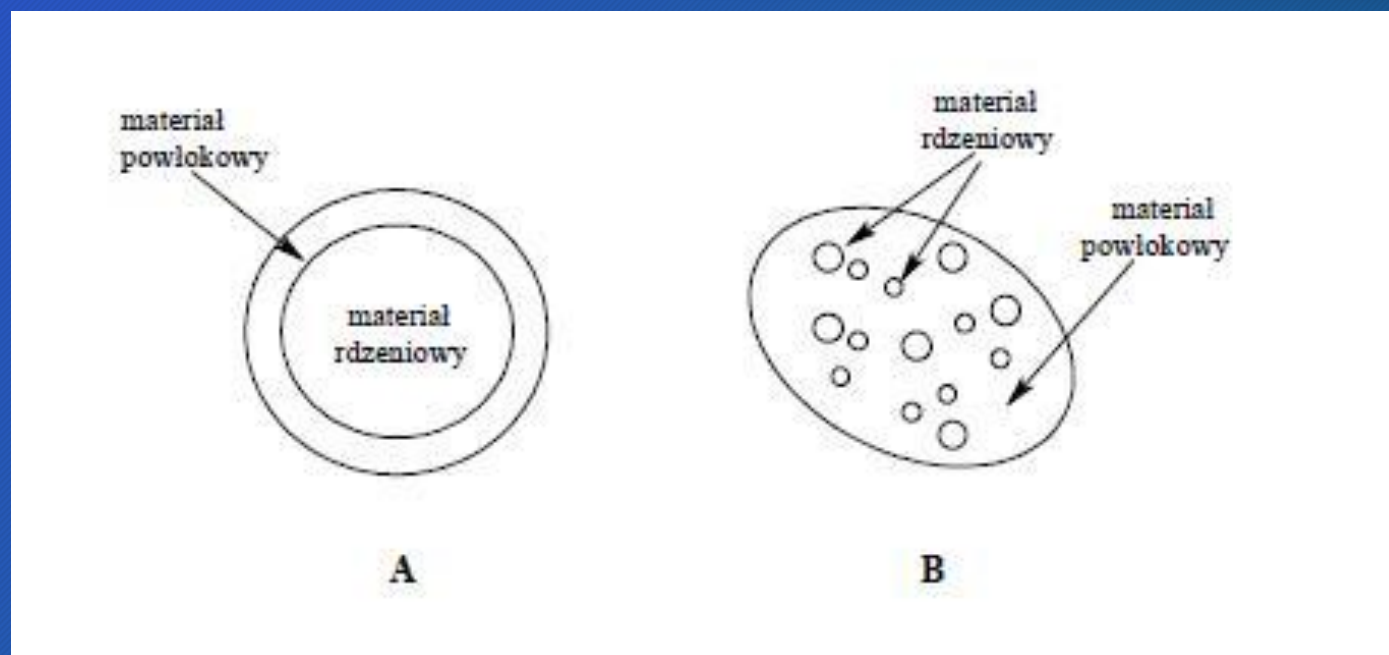 materiał
powłokowy
materiał
rdzeniowy
A
materiał
rdzeniowy
materiał
powłokowy
B